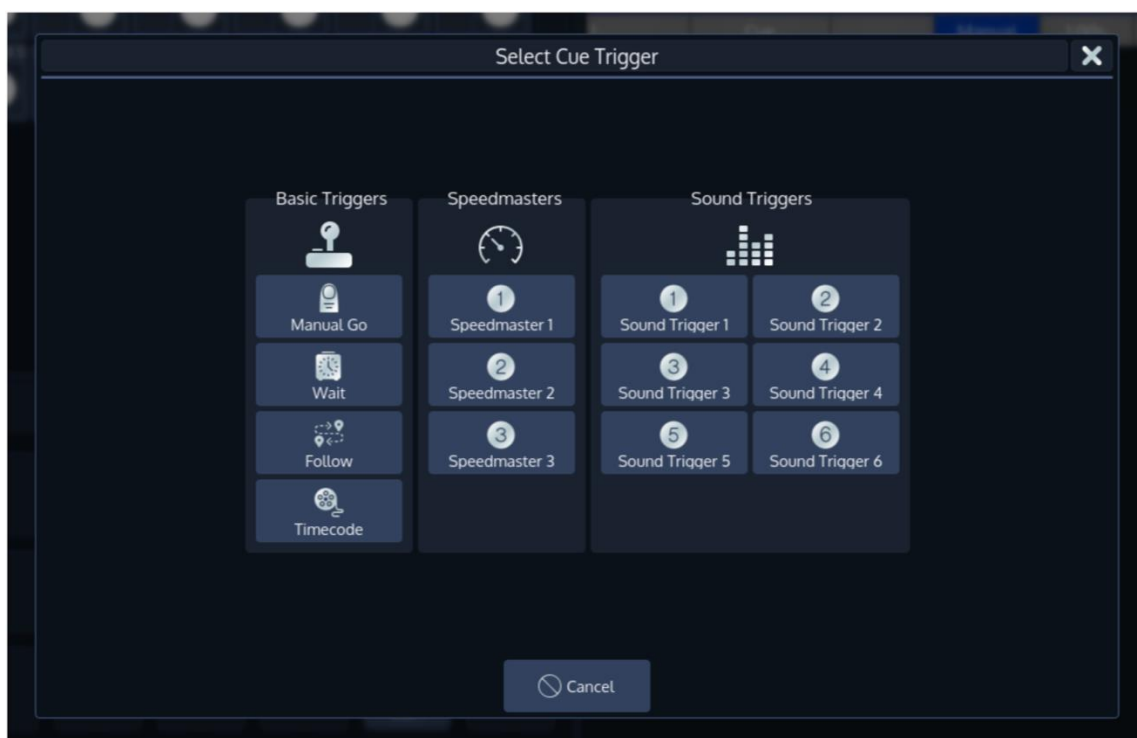 Select Cue Trigger
Basic Triggers
Speedmasters
Sound Triggers
Manual Go
1
Speedmaster 1
1
Sound Trigger 1
2
Sound Trigger 2
Wait
2
Speedmaster 2
3
Sound Trigger 3
4
Sound Trigger 4
Follow
3
Speedmaster 3
5
Sound Trigger 5
6
Sound Trigger 6
Timecode
Cancel